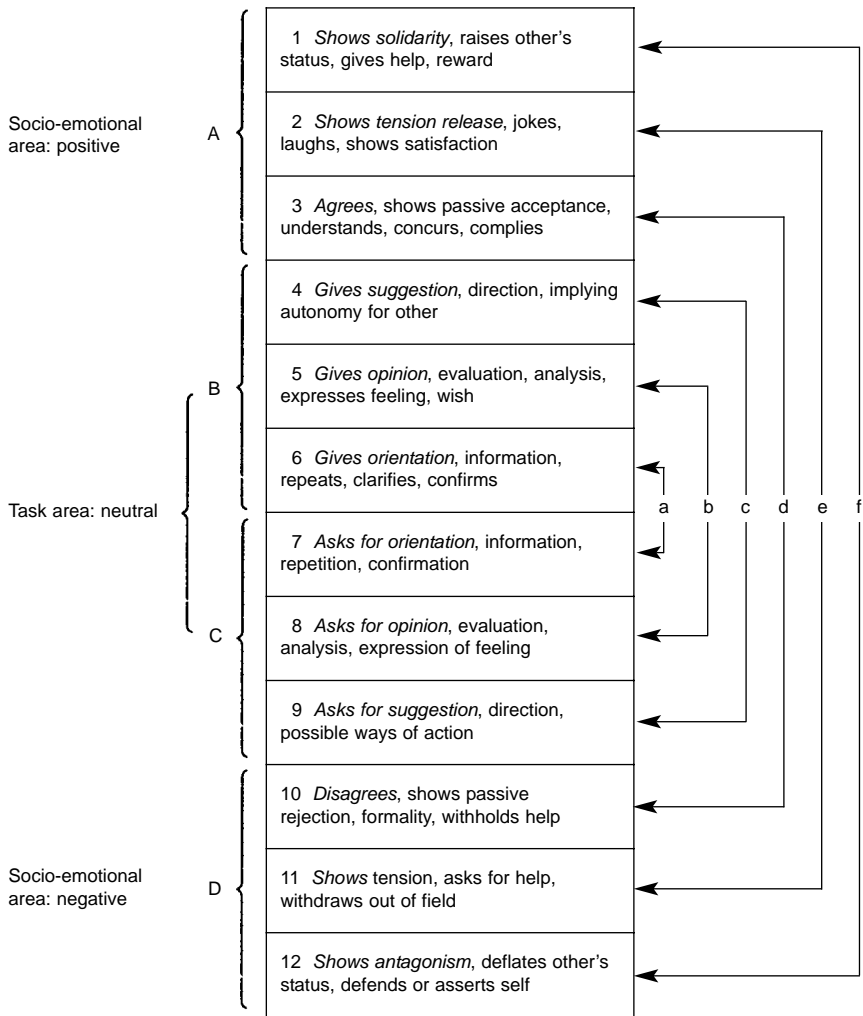 1 Shows solidarity, raises other's
status, gives help, reward
Socio-emotional
area: positive
A
2 Shows tension release, jokes,
laughs, shows satisfaction
3 Agrees, shows passive acceptance,
understands, concurs, complies
4 Gives suggestion, direction, implying
autonomy for other
B
5 Gives opinion, evaluation, analysis,
expresses feeling, wish
6 Gives orientation, information,
repeats, clarifies, confirms
Task area: neutral
a b c d e f
7 Asks for orientation, information,
repetition, confirmation
C
8 Asks for opinion, evaluation,
analysis, expression of feeling
9 Asks for suggestion, direction,
possible ways of action
10 Disagrees, shows passive
rejection, formality, withholds help
Socio-emotional
area: negative
D
11 Shows tension, asks for help,
withdraws out of field
12 Shows antagonism, deflates other's
status, defends or asserts self